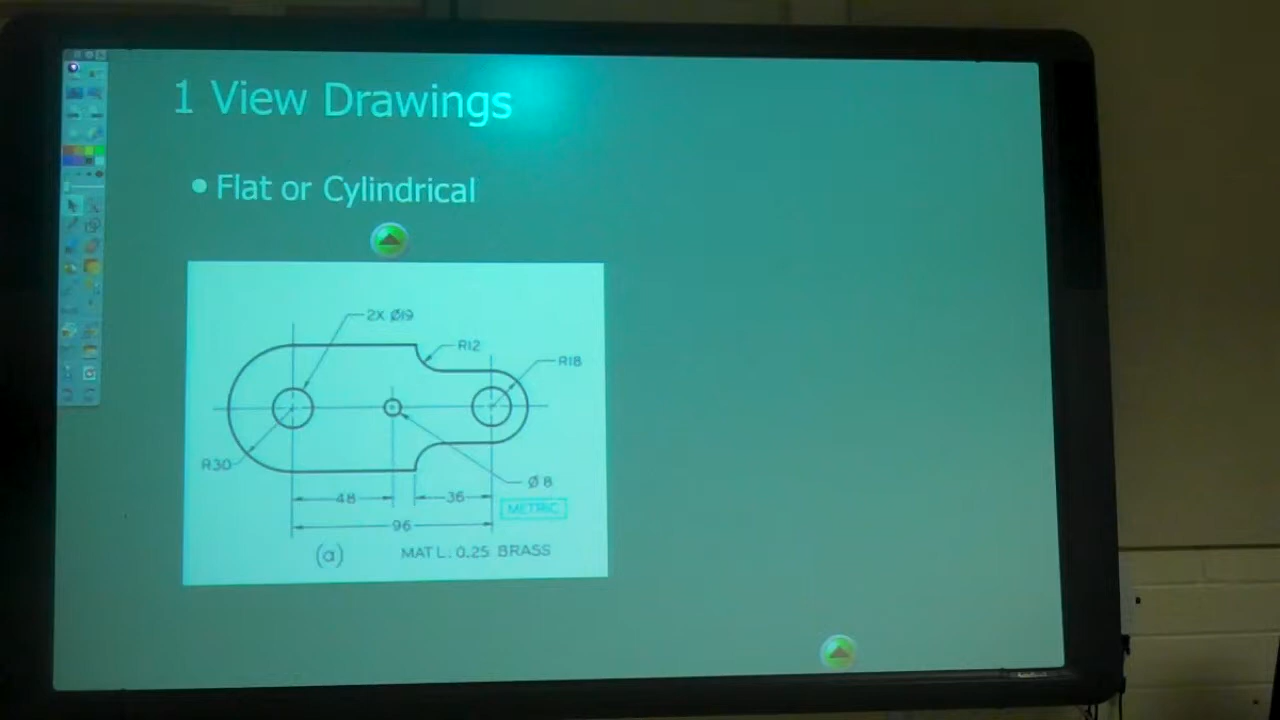 1 View Drawings
• Flat or Cylindrical
2X Ø19
R12
R18
R30
Ø 8
48
36
METRIC
96
(a)
MATL. 0.25 BRASS